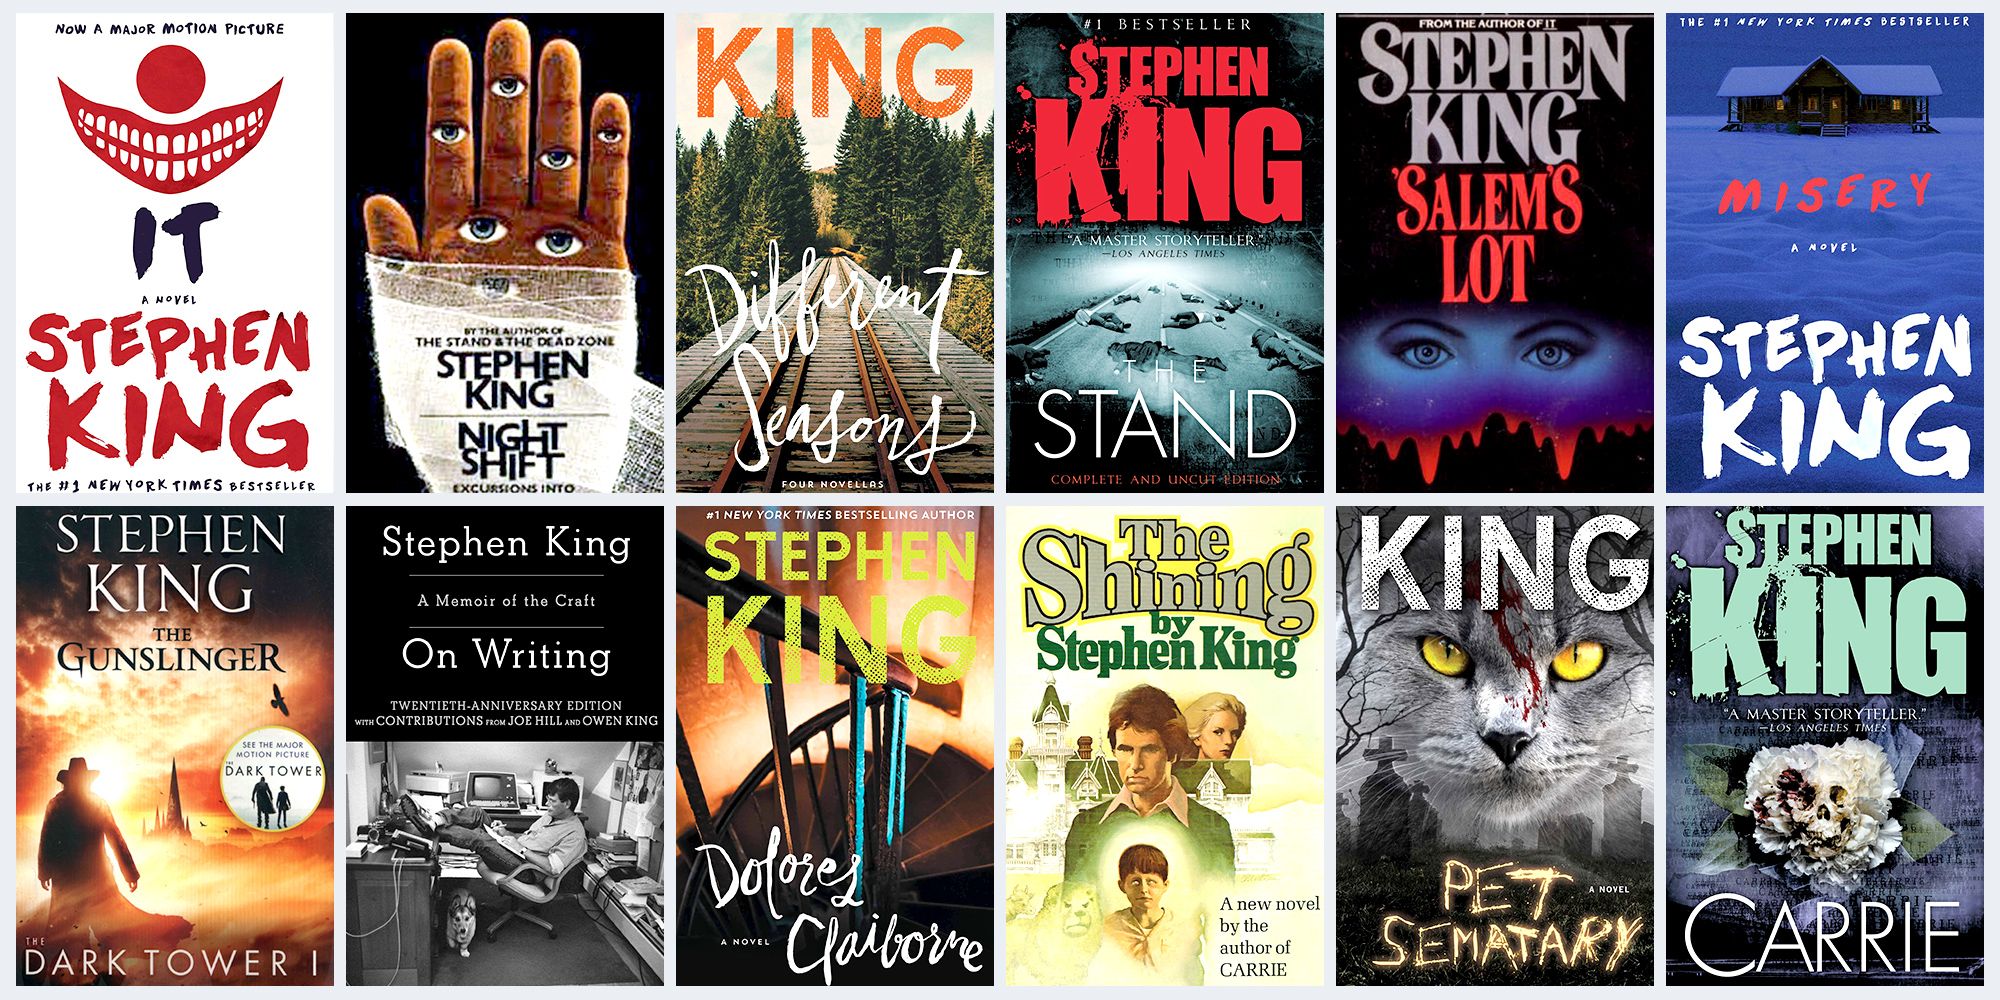 NOW A MAJOR MOTION PICTURE
IT
A NOVEL
STEPHEN
KING
THE #1 NEW YORK TIMES BESTSELLER
BY THE AUTHOR OF
THE STAND & THE DEAD ZONE
STEPHEN
KING
NIGHT
SHIFT
EXCURSIONS INTO
KING
Different
Seasons
FOUR NOVELLAS
#1 BESTSELLER
STEPHEN
KING
"A MASTER STORYTELLER."
—LOS ANGELES TIMES
THE
STAND
COMPLETE AND UNCUT EDITION
FROM THE AUTHOR OF IT
STEPHEN
KING
'SALEM'S
LOT
THE #1 NEW YORK TIMES BESTSELLER
MISERY
A NOVEL
STEPHEN
KING
STEPHEN
KING
THE
GUNSLINGER
SEE THE MAJOR
MOTION PICTURE
THE
DARK TOWER
THE
DARK TOWER I
Stephen King
A Memoir of the Craft
On Writing
TWENTIETH-ANNIVERSARY EDITION
WITH CONTRIBUTIONS FROM JOE HILL AND OWEN KING
#1 NEW YORK TIMES BESTSELLING AUTHOR
STEPHEN
KING
Dolores
A NOVEL
Claiborne
The
Shining
by
Stephen King
A new novel
by the
author of
CARRIE
KING
PET
A NOVEL
SEMATARY
STEPHEN
KING
"A MASTER STORYTELLER."
—LOS ANGELES TIMES
CARRIE